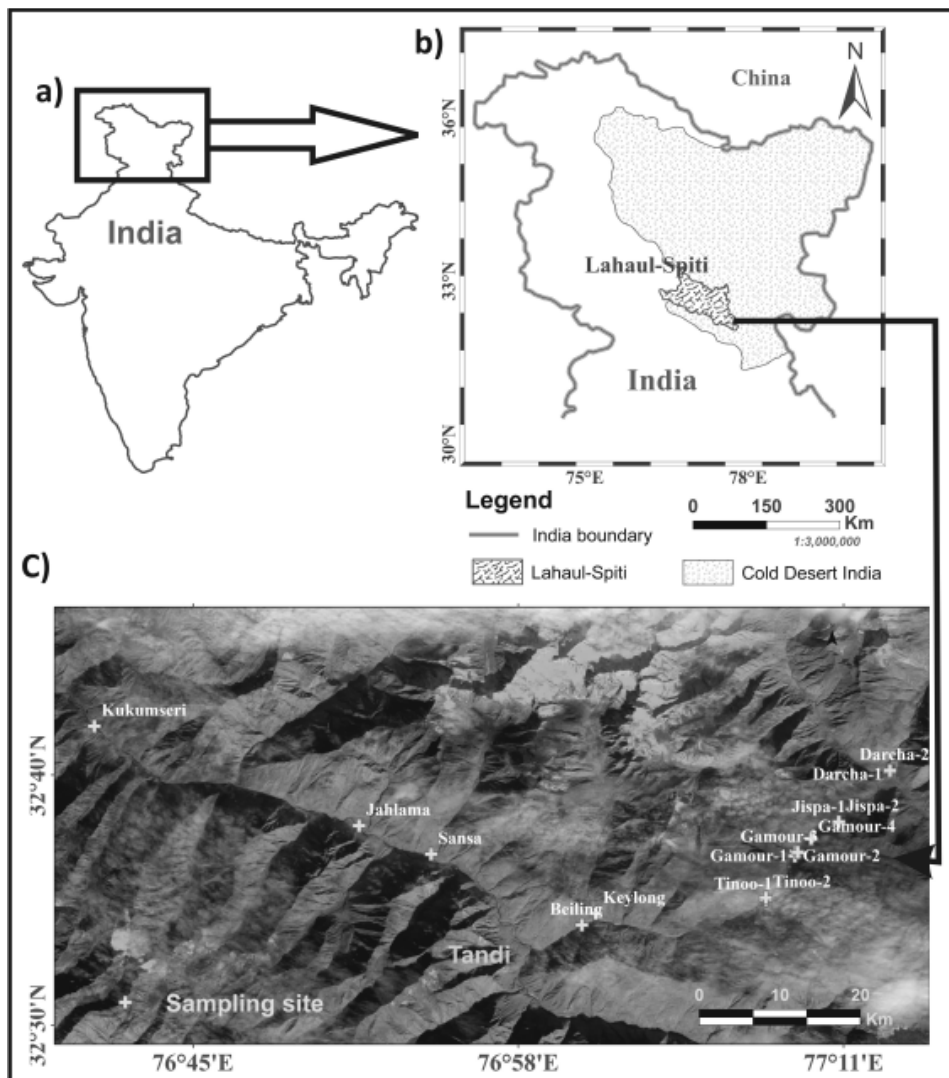 a)
India
b)
N
China
36°N
33°N
30°N
Lahaul-Spiti
India
75°E
78°E
Legend
0 150 300 Km
1:3,000,000
India boundary
Lahaul-Spiti
Cold Desert India
C)
Kukumseri
Darcha-2
Darcha-1
Jahlama
Jispa-1 Jispa-2
Gamour-4
Sansa
Gamour-1 Gamour-2
Tinoo-1 Tinoo-2
Keylong
Beiling
Tandi
Sampling site
0 10 20
Km
32°40'N
32°30'N
76°45'E
76°58'E
77°11'E